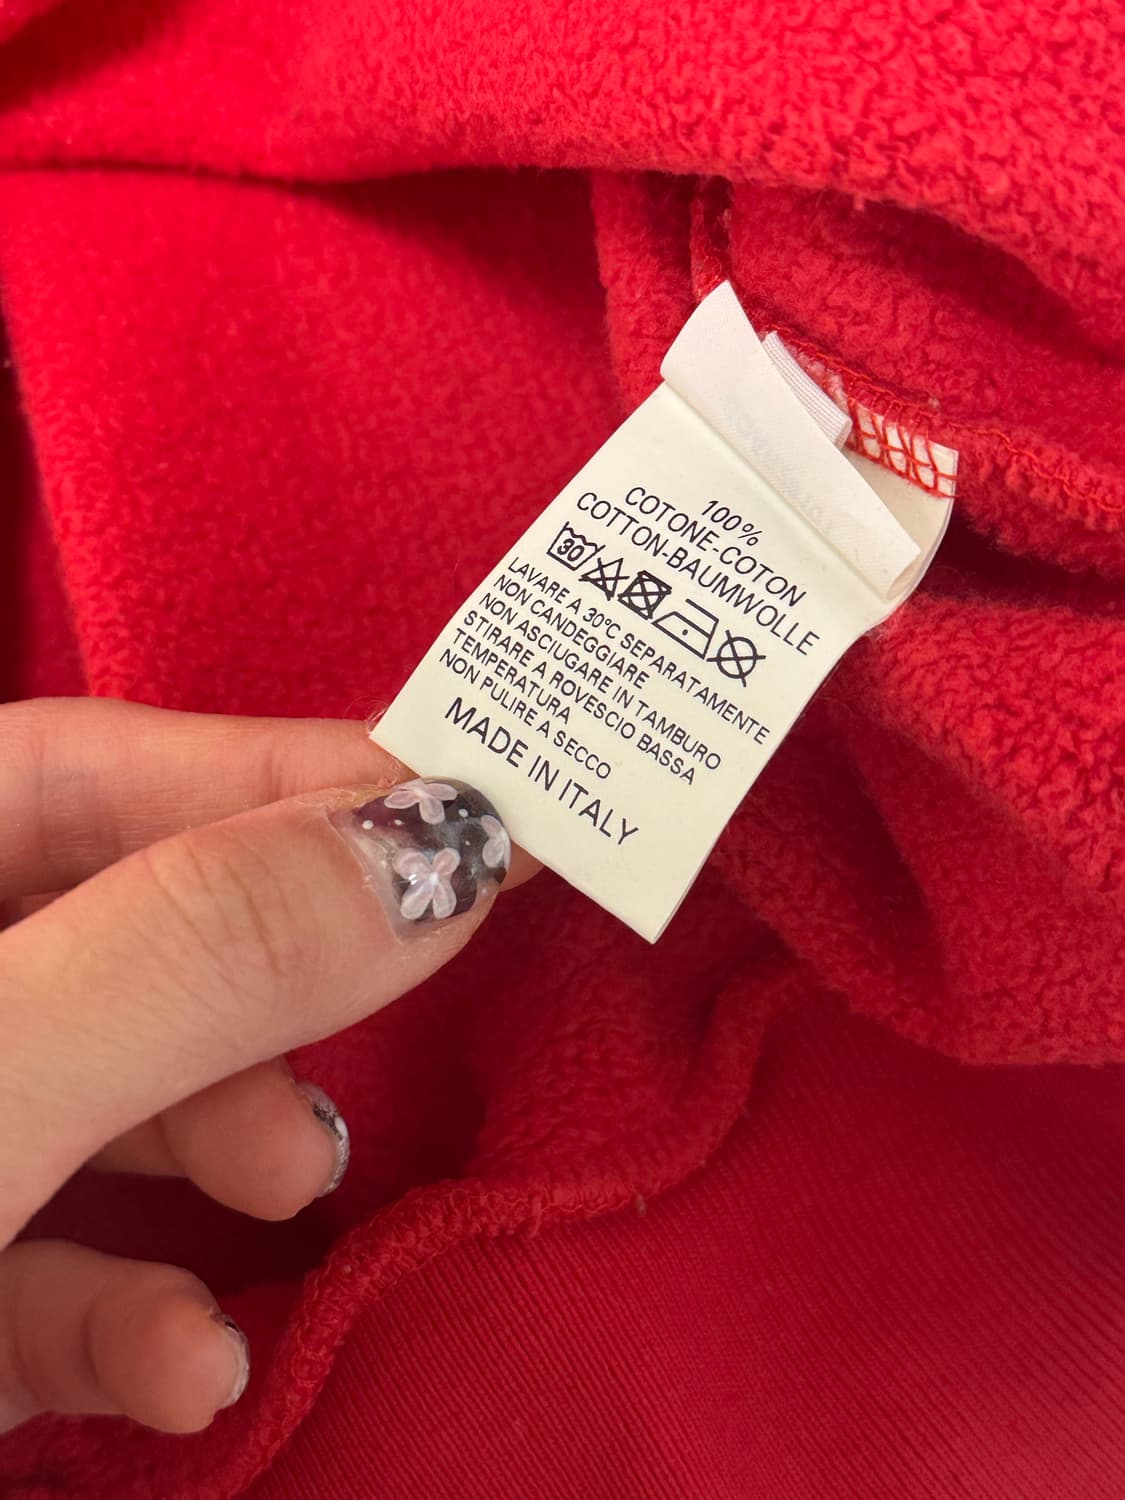 100%
COTONE-COTON
COTTON-BAUMWOLLE
30
LAVARE A 30°C SEPARATAMENTE
NON CANDEGGIARE
NON ASCIUGARE IN TAMBURO
STIRARE A ROVESCIO BASSA
TEMPERATURA
NON PULIRE A SECCO
MADE IN ITALY